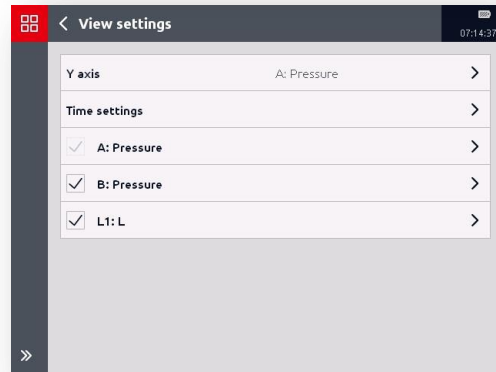 View settings
07:14:37
Y axis A: Pressure
Time settings
A: Pressure
B: Pressure
L1: L